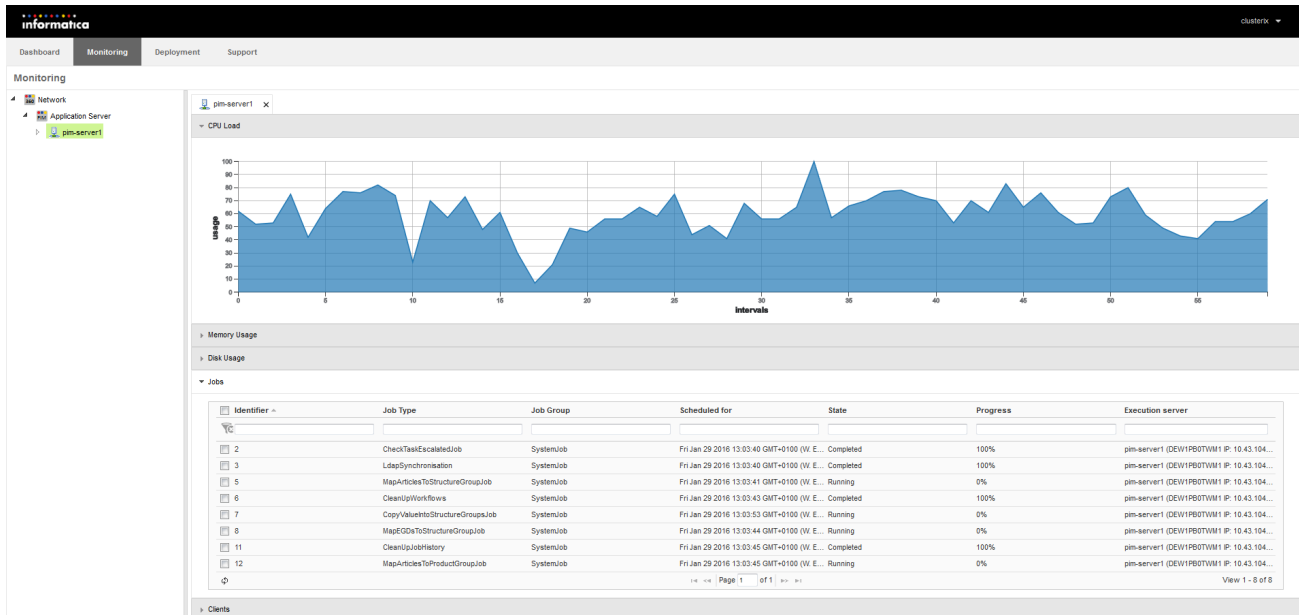 informatica
clusterix
Dashboard Monitoring Deployment Support
Monitoring
Network
Application Server
pim-server1
pim-server1 x
CPU Load
usage
100
90
80
70
60
50
40
30
20
10
0
0 5 10 15 20 25 30 35 40 45 50 55
Intervals
Memory Usage
Disk Usage
Jobs
Identifier Job Type Job Group Scheduled for State Progress Execution server
2 CheckTaskEscalatedJob SystemJob Fri Jan 29 2016 13:03:40 GMT+0100 (W. E... Completed 100% pim-server1 (DEW1PB0TWM1 IP: 10.43.104...
3 LdapSynchronisation SystemJob Fri Jan 29 2016 13:03:40 GMT+0100 (W. E... Completed 100% pim-server1 (DEW1PB0TWM1 IP: 10.43.104...
5 MapArticlesToStructureGroupJob SystemJob Fri Jan 29 2016 13:03:41 GMT+0100 (W. E... Running 0% pim-server1 (DEW1PB0TWM1 IP: 10.43.104...
6 CleanUpWorkflows SystemJob Fri Jan 29 2016 13:03:43 GMT+0100 (W. E... Completed 100% pim-server1 (DEW1PB0TWM1 IP: 10.43.104...
7 CopyValueIntoStructureGroupsJob SystemJob Fri Jan 29 2016 13:03:53 GMT+0100 (W. E... Running 0% pim-server1 (DEW1PB0TWM1 IP: 10.43.104...
8 MapEGDsToStructureGroupJob SystemJob Fri Jan 29 2016 13:03:44 GMT+0100 (W. E... Running 0% pim-server1 (DEW1PB0TWM1 IP: 10.43.104...
11 CleanUpJobHistory SystemJob Fri Jan 29 2016 13:03:45 GMT+0100 (W. E... Completed 100% pim-server1 (DEW1PB0TWM1 IP: 10.43.104...
12 MapArticlesToProductGroupJob SystemJob Fri Jan 29 2016 13:03:45 GMT+0100 (W. E... Running 0% pim-server1 (DEW1PB0TWM1 IP: 10.43.104...
Page 1 of 1 View 1 - 8 of 8
Clients